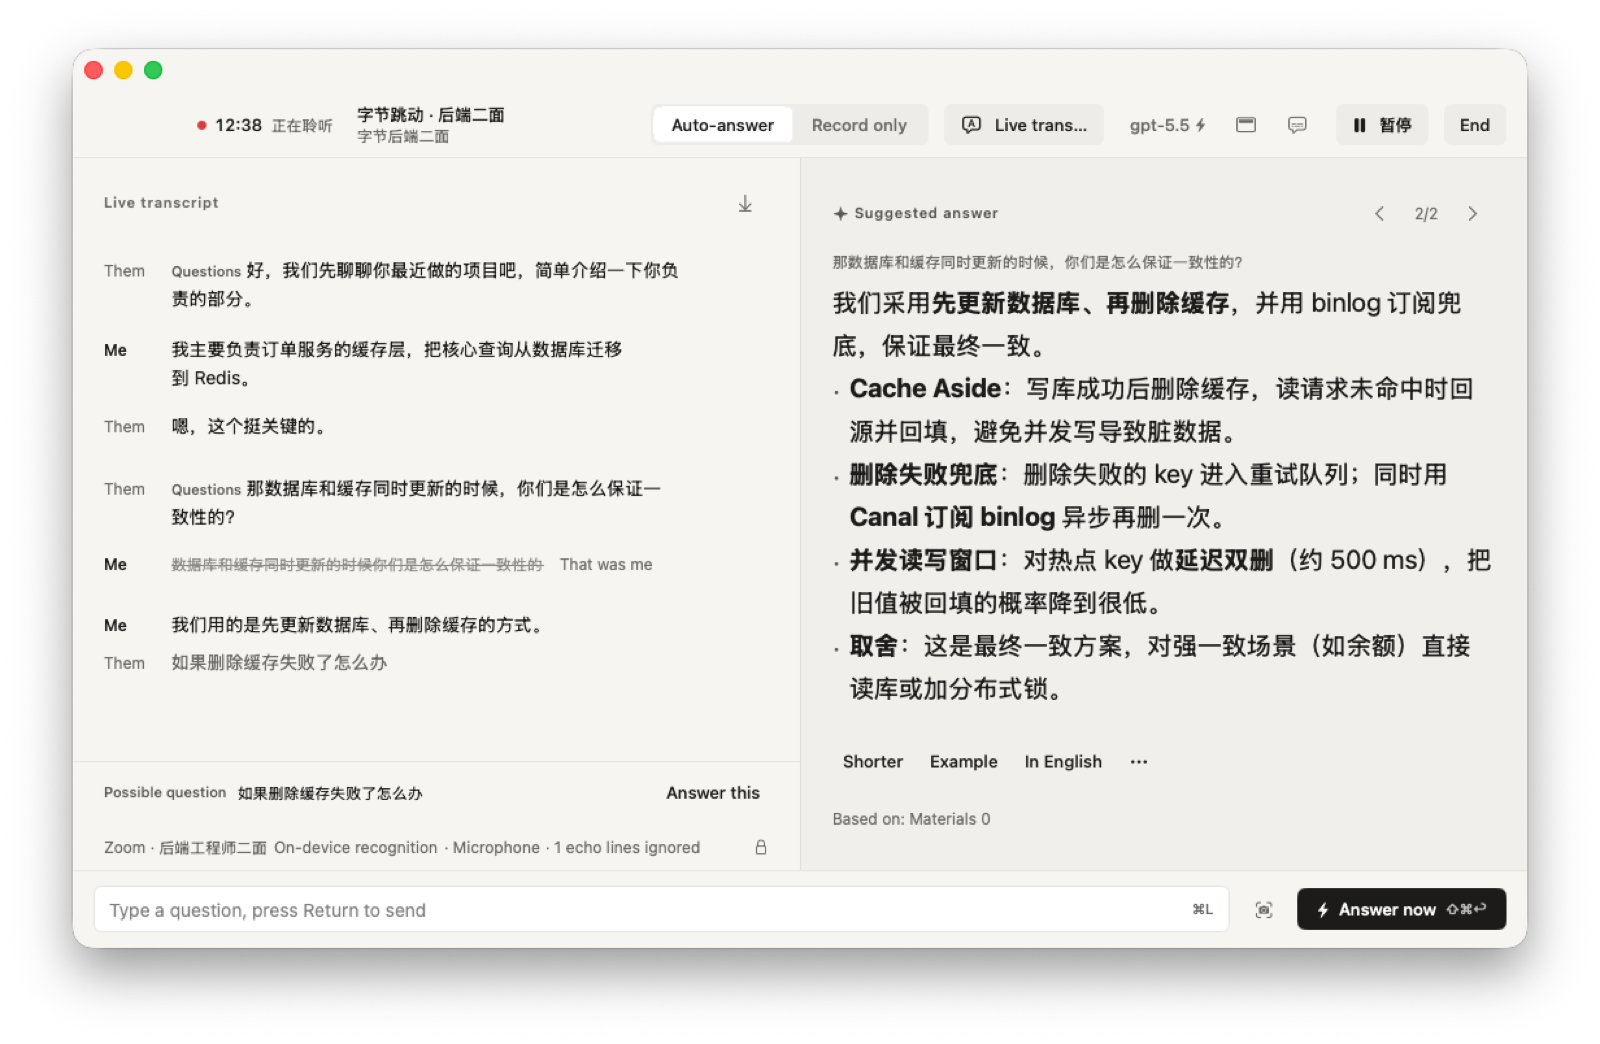 12:38 正在聆听
字节跳动 · 后端二面
字节后端二面
Auto-answer
Record only
Live trans...
gpt-5.5
暂停
End
Live transcript
Them Questions 好，我们先聊聊你最近做的项目吧，简单介绍一下你负
责的部分。
Me 我主要负责订单服务的缓存层，把核心查询从数据库迁移
到 Redis。
Them 嗯，这个挺关键的。
Them Questions 那数据库和缓存同时更新的时候，你们是怎么保证一
致性的?
Me 数据库和缓存同时更新的时候你们是怎么保证一致性的 That was me
Me 我们用的是先更新数据库、再删除缓存的方式。
Them 如果删除缓存失败了怎么办
Possible question 如果删除缓存失败了怎么办 Answer this
Zoom · 后端工程师二面 On-device recognition · Microphone · 1 echo lines ignored
Suggested answer
2/2
那数据库和缓存同时更新的时候，你们是怎么保证一致性的?
我们采用先更新数据库、再删除缓存，并用 binlog 订阅兜
底，保证最终一致。
· Cache Aside：写库成功后删除缓存，读请求未命中时回
源并回填，避免并发写导致脏数据。
· 删除失败兜底：删除失败的 key 进入重试队列；同时用
Canal 订阅 binlog 异步再删一次。
· 并发读写窗口：对热点 key 做延迟双删（约 500 ms），把
旧值被回填的概率降到很低。
· 取舍：这是最终一致方案，对强一致场景（如余额）直接
读库或加分布式锁。
Shorter Example In English ···
Based on: Materials 0
Type a question, press Return to send ⌘L
Answer now ⇧⌘↩